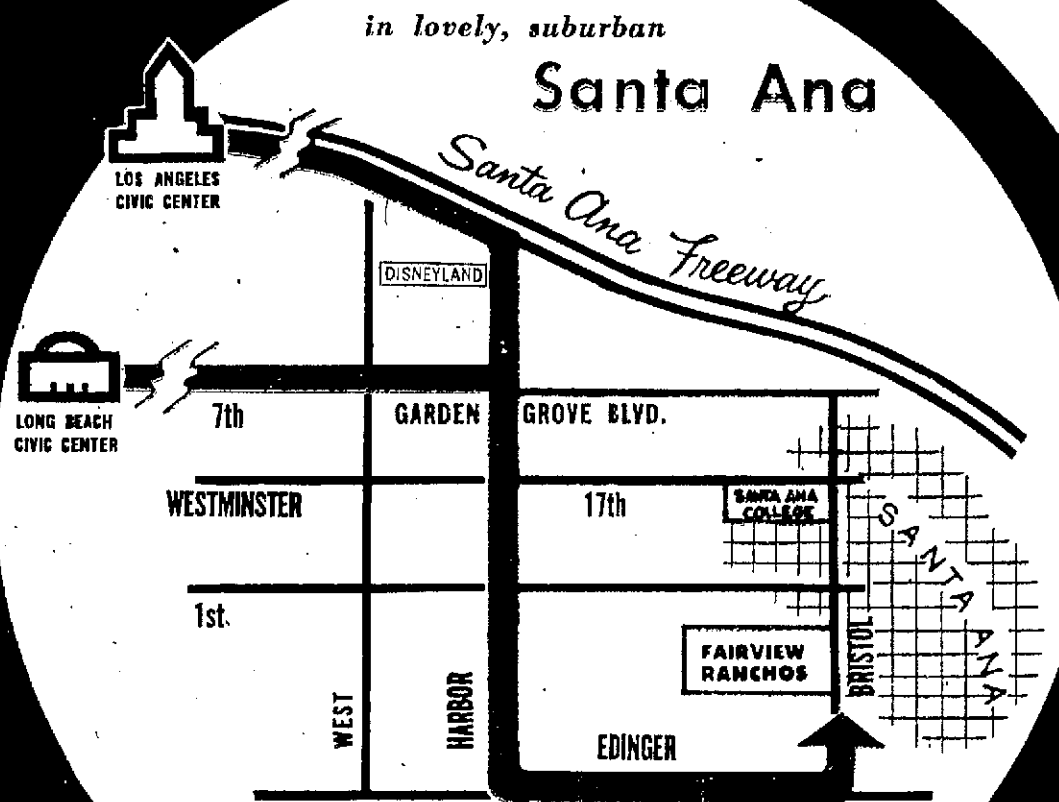 in lovely, suburban
Santa Ana
LOS ANGELES
CIVIC CENTER
Santa Ana Freeway
DISNEYLAND
LONG BEACH
CIVIC CENTER
7th
GARDEN GROVE BLVD.
WESTMINSTER
17th
SANTA ANA
COLLEGE
SANTA ANA
1st.
FAIRVIEW
RANCHOS
BRISTOL
WEST
HARBOR
EDINGER